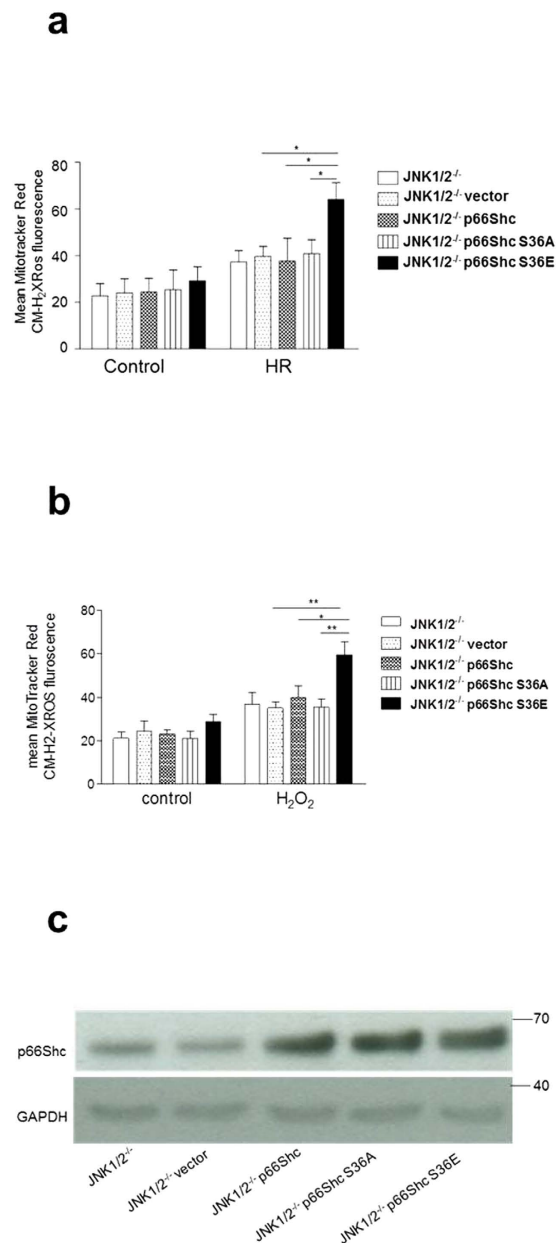 a
Mean Mitotracker Red
CM-H₂XRos fluorescence
80
60
40
20
0
Control
HR
*
*
*
JNK1/2⁻/⁻
JNK1/2⁻/⁻ vector
JNK1/2⁻/⁻ p66Shc
JNK1/2⁻/⁻ p66Shc S36A
JNK1/2⁻/⁻ p66Shc S36E
b
mean MitoTracker Red
CM-H2-XROS fluroscence
80
60
40
20
0
control
H₂O₂
**
*
**
JNK1/2⁻/⁻
JNK1/2⁻/⁻ vector
JNK1/2⁻/⁻ p66Shc
JNK1/2⁻/⁻ p66Shc S36A
JNK1/2⁻/⁻ p66Shc S36E
c
p66Shc
70
40
GAPDH
JNK1/2⁻/⁻
JNK1/2⁻/⁻ vector
JNK1/2⁻/⁻ p66Shc
JNK1/2⁻/⁻ p66Shc S36A
JNK1/2⁻/⁻ p66Shc S36E